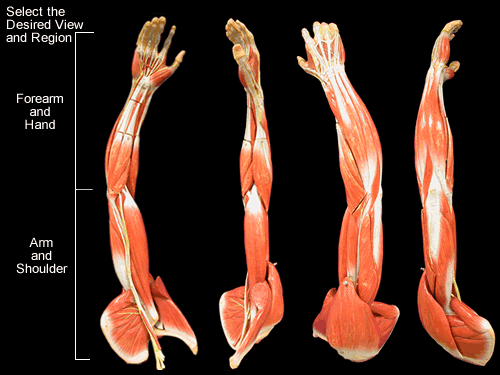 Select the
Desired View
and Region
Forearm
and
Hand
Arm
and
Shoulder